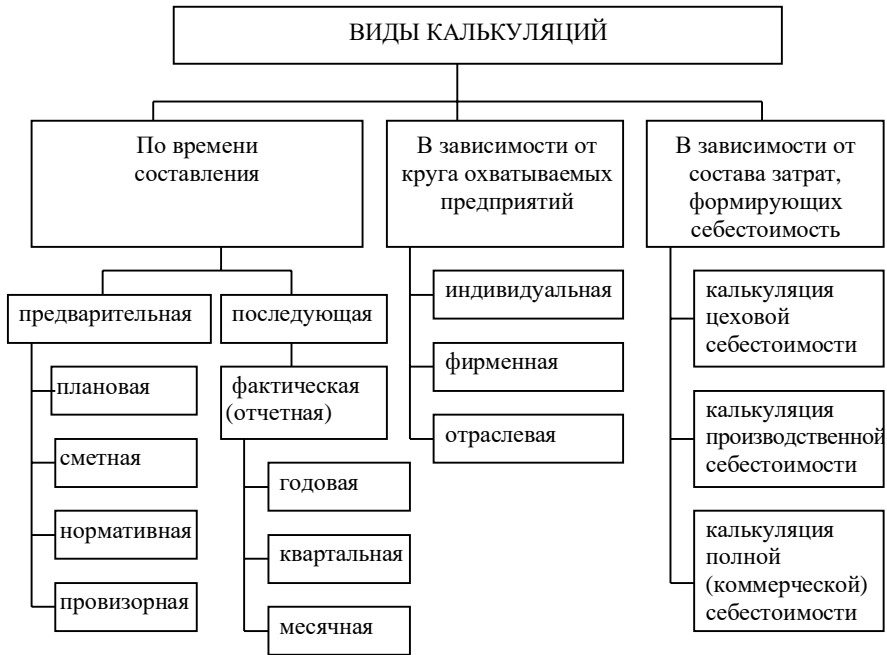 ВИДЫ КАЛЬКУЛЯЦИЙ
По времени
составления
В зависимости от
круга охватываемых
предприятий
В зависимости от
состава затрат,
формирующих
себестоимость
предварительная
последующая
плановая
сметная
нормативная
провизорная
фактическая
(отчетная)
годовая
квартальная
месячная
индивидуальная
фирменная
отраслевая
калькуляция
цеховой
себестоимости
калькуляция
производственной
себестоимости
калькуляция
полной
(коммерческой)
себестоимости